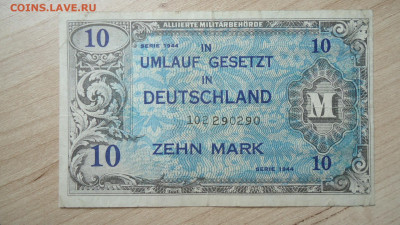 COINS.LAVE.RU
ALLIIERTE MILITÄRBEHÖRDE
10 SERIE 1944 IN 10
UMLAUF GESETZT
IN
DEUTSCHLAND
M
102290290
ZEHN MARK
10 SERIE 1944 10